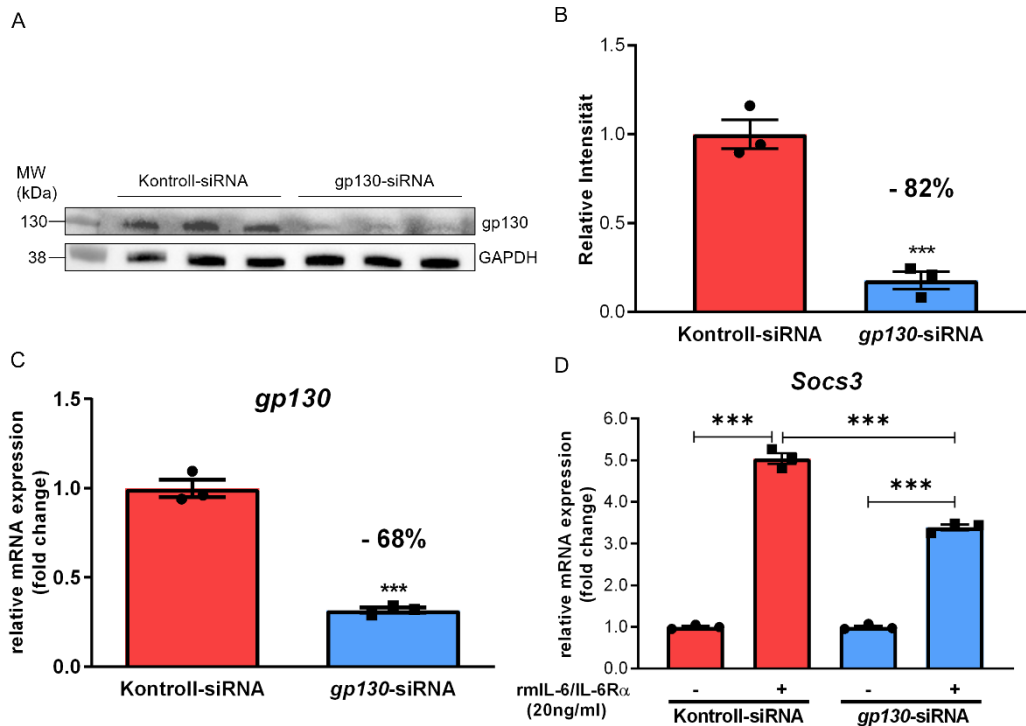 A
MW
(kDa)
Kontroll-siRNA gp130-siRNA
130 gp130
38 GAPDH
B
Relative Intensität
1.5
1.0
0.5
0.0
- 82%
***
Kontroll-siRNA gp130-siRNA
C
gp130
relative mRNA expression
(fold change)
1.5
1.0
0.5
0.0
- 68%
***
Kontroll-siRNA gp130-siRNA
D
Socs3
relative mRNA expression
(fold change)
6.0
5.0
4.0
3.0
2.0
1.0
0.0
*** ***
***
rmIL-6/IL-6Rα - + - +
(20ng/ml)
Kontroll-siRNA gp130-siRNA